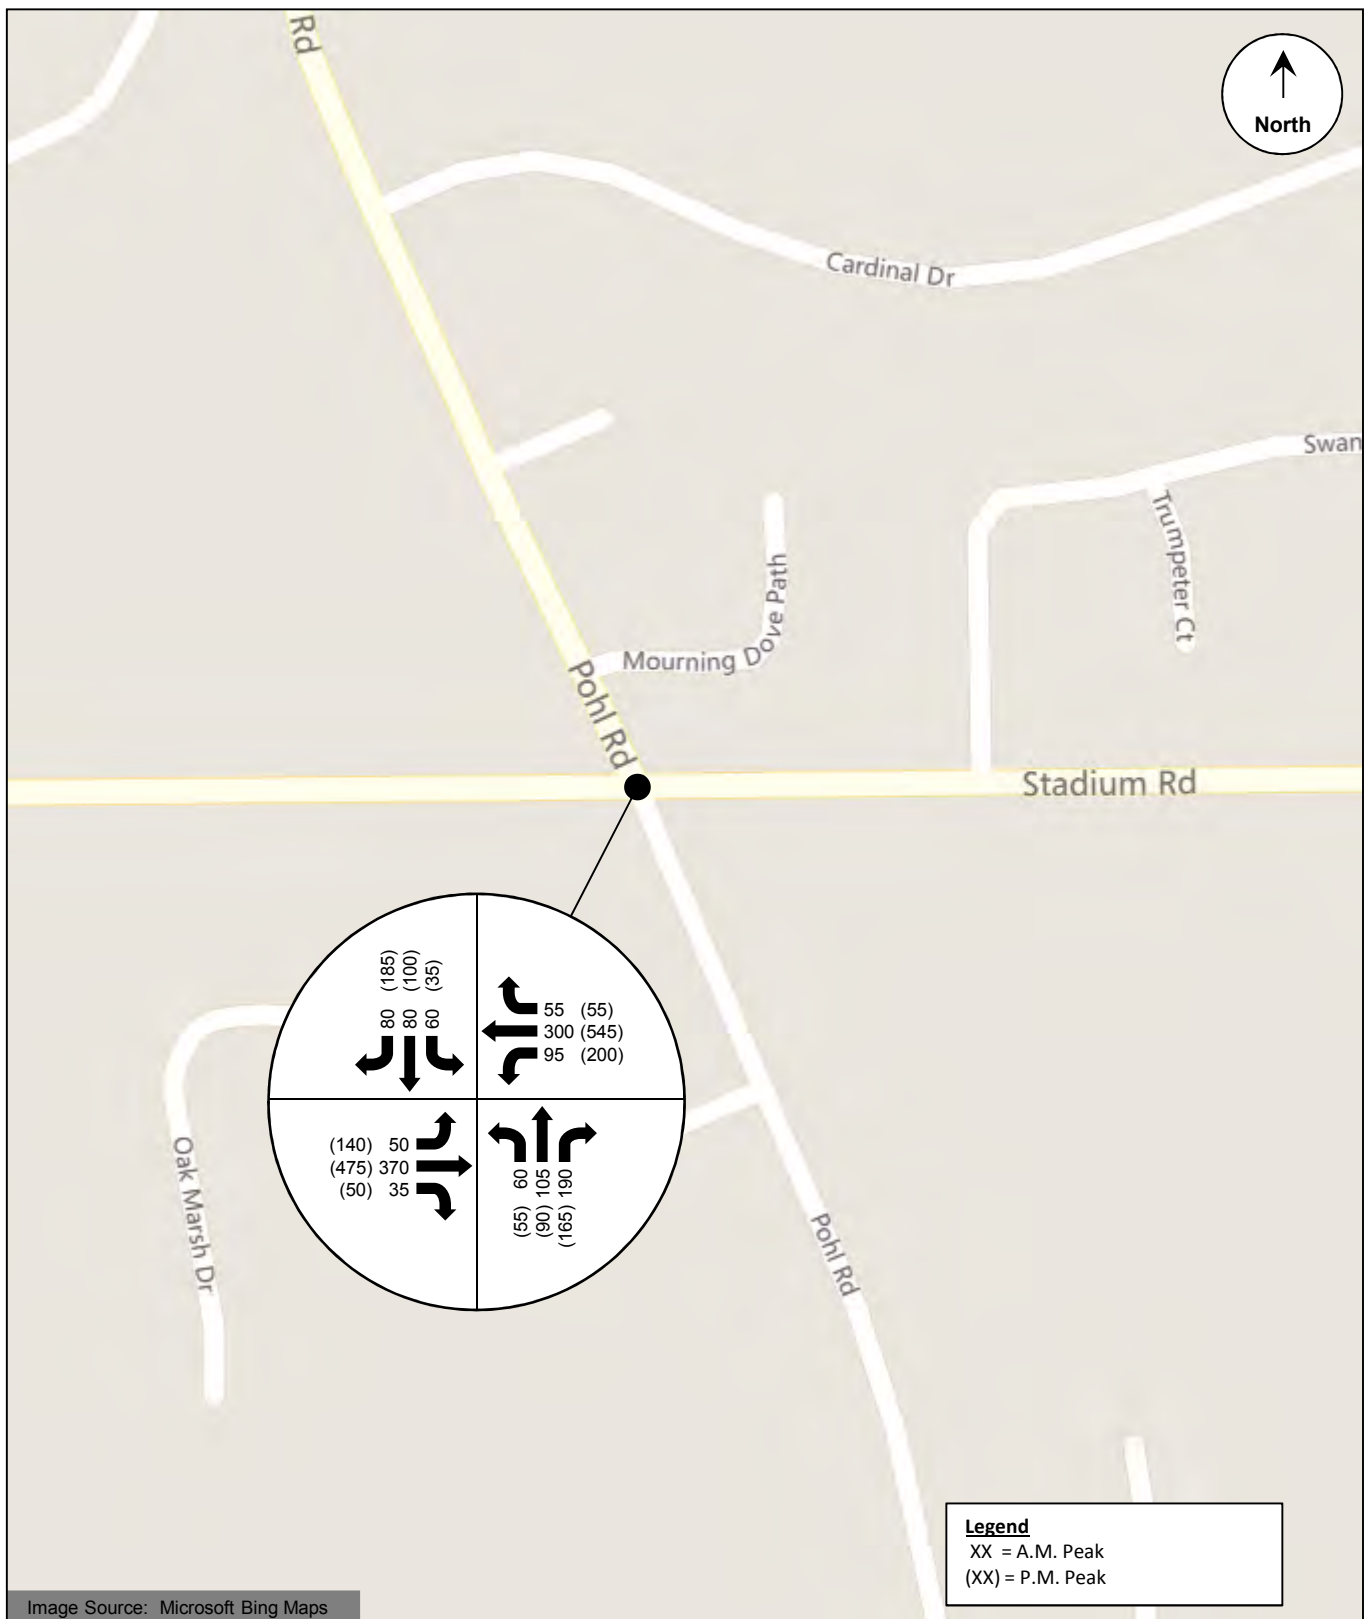 Rd
North
Cardinal Dr
Swan
Trumpeter Ct
Mourning Dove Path
Pohl Rd
Stadium Rd
(185)
(100)
(35)
80
80
60
55 (55)
300 (545)
95 (200)
(140) 50
(475) 370
(50) 35
(55) 60
(90) 105
(165) 190
Oak Marsh Dr
Pohl Rd
Legend
XX = A.M. Peak
(XX) = P.M. Peak
Image Source: Microsoft Bing Maps